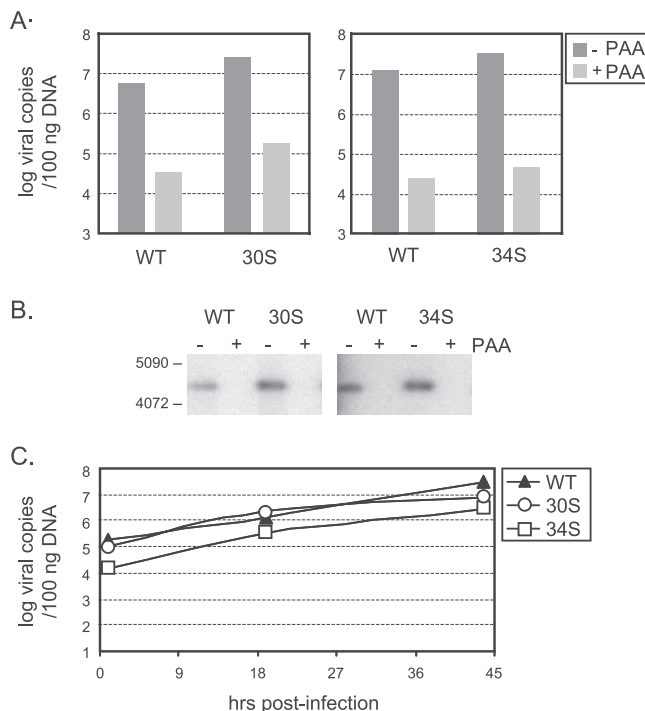 A.
log viral copies
/100 ng DNA
8
7
6
5
4
3
WT
30S
8
7
6
5
4
3
WT
34S
- PAA
+ PAA
B.
WT 30S WT 34S
- + - + - + - + PAA
5090 –
4072 –
C.
log viral copies
/100 ng DNA
8
7
6
5
4
3
2
1
0 9 18 27 36 45
hrs post-infection
WT
30S
34S